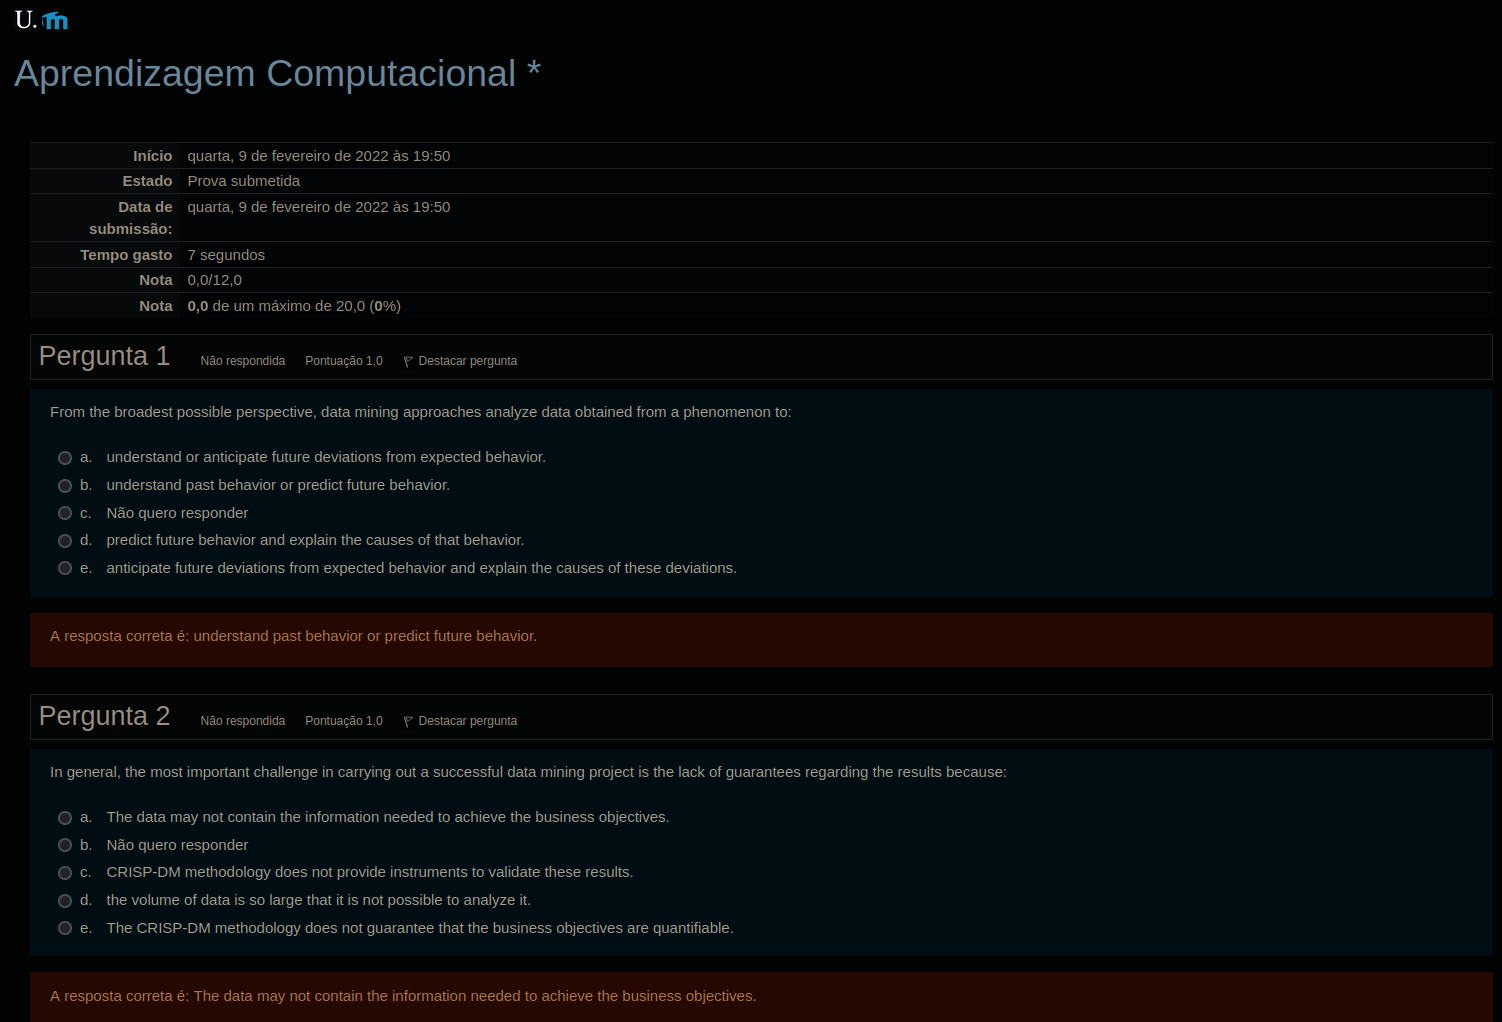 U. m
Aprendizagem Computacional *
Início quarta, 9 de fevereiro de 2022 às 19:50
Estado Prova submetida
Data de submissão: quarta, 9 de fevereiro de 2022 às 19:50
Tempo gasto 7 segundos
Nota 0,0/12,0
Nota 0,0 de um máximo de 20,0 (0%)
Pergunta 1 Não respondida Pontuação 1,0 Destacar pergunta
From the broadest possible perspective, data mining approaches analyze data obtained from a phenomenon to:
a. understand or anticipate future deviations from expected behavior.
b. understand past behavior or predict future behavior.
c. Não quero responder
d. predict future behavior and explain the causes of that behavior.
e. anticipate future deviations from expected behavior and explain the causes of these deviations.
A resposta correta é: understand past behavior or predict future behavior.
Pergunta 2 Não respondida Pontuação 1,0 Destacar pergunta
In general, the most important challenge in carrying out a successful data mining project is the lack of guarantees regarding the results because:
a. The data may not contain the information needed to achieve the business objectives.
b. Não quero responder
c. CRISP-DM methodology does not provide instruments to validate these results.
d. the volume of data is so large that it is not possible to analyze it.
e. The CRISP-DM methodology does not guarantee that the business objectives are quantifiable.
A resposta correta é: The data may not contain the information needed to achieve the business objectives.